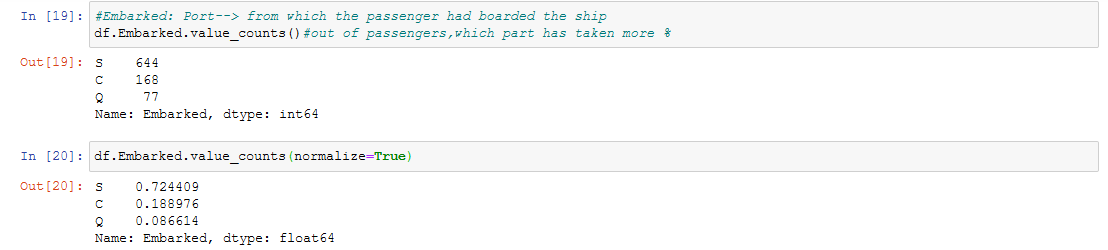 In [19]: #Embarked: Port--> from which the passenger had boarded the ship
df.Embarked.value_counts()#out of passengers,which part has taken more %
Out[19]: S 644
C 168
Q 77
Name: Embarked, dtype: int64
In [20]: df.Embarked.value_counts(normalize=True)
Out[20]: S 0.724409
C 0.188976
Q 0.086614
Name: Embarked, dtype: float64